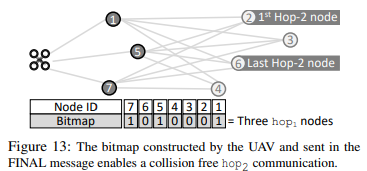 1
2 1st Hop-2 node
3
5
6 Last Hop-2 node
7
4
Node ID 7 6 5 4 3 2 1
Bitmap 1 0 1 0 0 0 1 = Three hop1 nodes
Figure 13: The bitmap constructed by the UAV and sent in the
FINAL message enables a collision free hop2 communication.